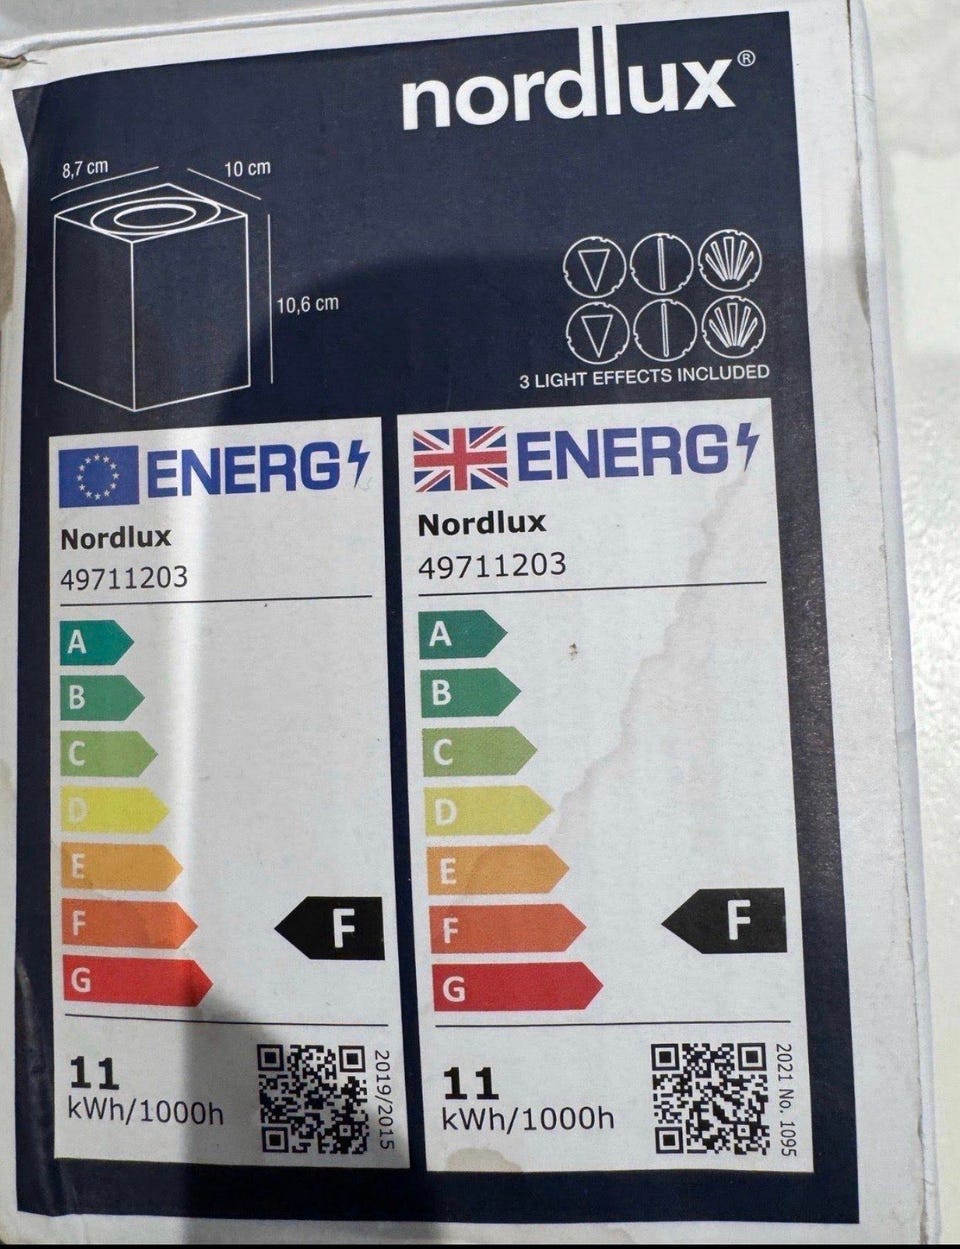 nordlux®
8,7 cm
10 cm
10,6 cm
3 LIGHT EFFECTS INCLUDED
ENERG
Nordlux
49711203
A
B
C
D
E
F
G
F
11
kWh/1000h
2019/2015
ENERG
Nordlux
49711203
A
B
C
D
E
F
G
F
11
kWh/1000h
2021 No. 1095